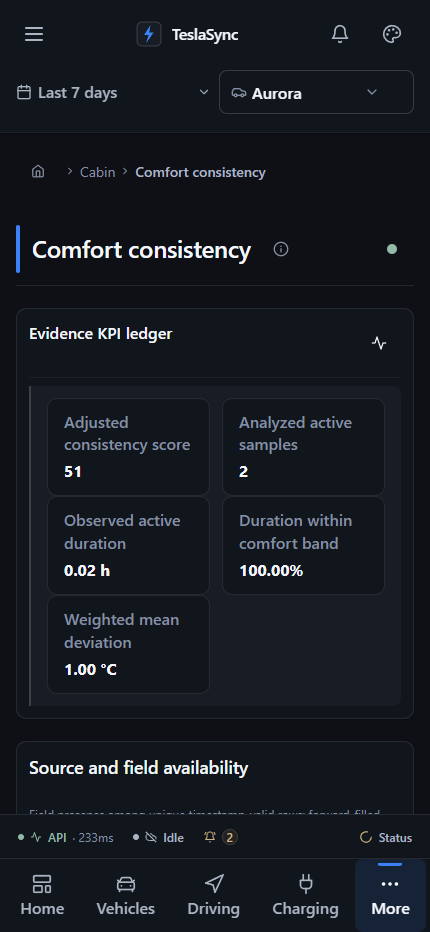 TeslaSync
Last 7 days
Aurora
Cabin
Comfort consistency
Comfort consistency
Evidence KPI ledger
Adjusted
consistency score
51
Analyzed active
samples
2
Observed active
duration
0.02 h
Duration within
comfort band
100.00%
Weighted mean
deviation
1.00 °C
Source and field availability
API · 233ms
Idle
2
Status
Home
Vehicles
Driving
Charging
More